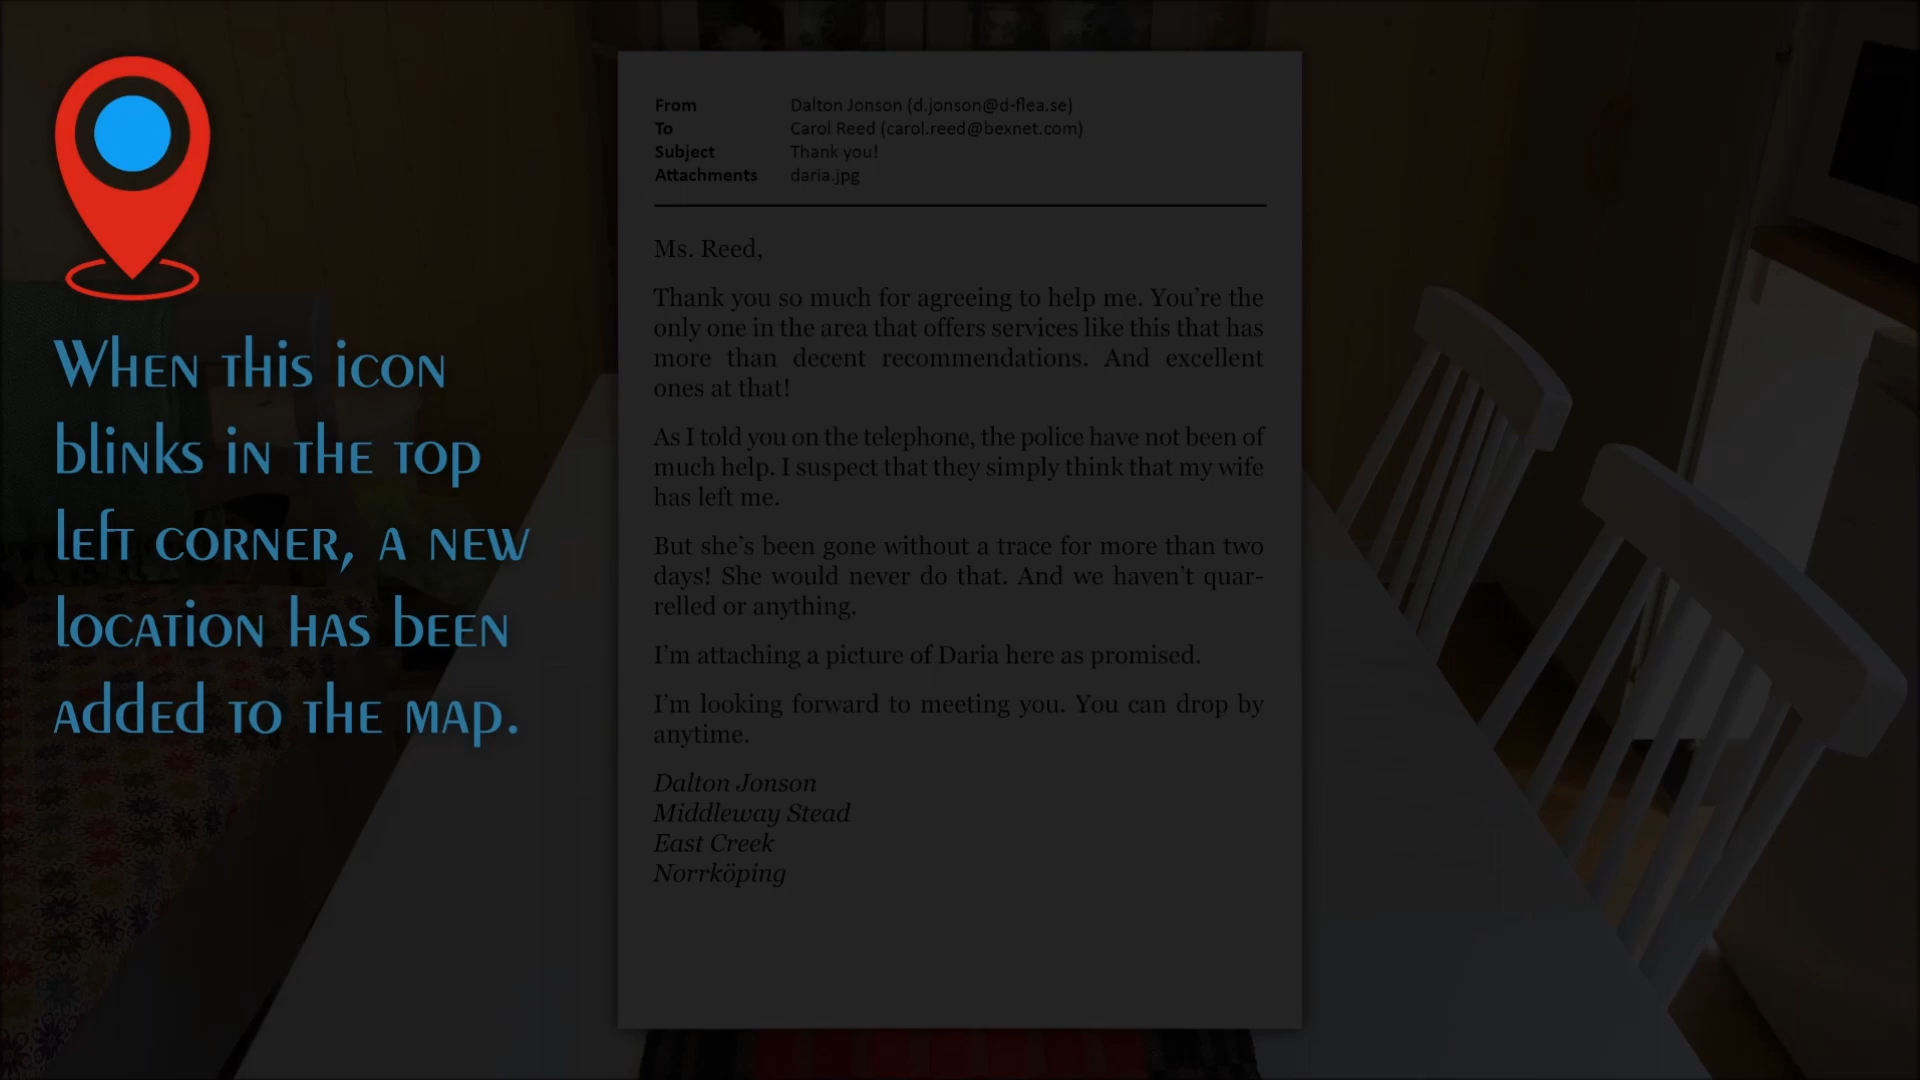 When this icon
blinks in the top
left corner, a new
location has been
added to the map.
From Dalton Jonson (d.jonson@d-flea.se)
To Carol Reed (carol.reed@bexnet.com)
Subject Thank you!
Attachments daria.jpg
Ms. Reed,
Thank you so much for agreeing to help me. You’re the
only one in the area that offers services like this that has
more than decent recommendations. And excellent
ones at that!
As I told you on the telephone, the police have not been of
much help. I suspect that they simply think that my wife
has left me.
But she’s been gone without a trace for more than two
days! She would never do that. And we haven’t quar-
relled or anything.
I’m attaching a picture of Daria here as promised.
I’m looking forward to meeting you. You can drop by
anytime.
Dalton Jonson
Middleway Stead
East Creek
Norrköping